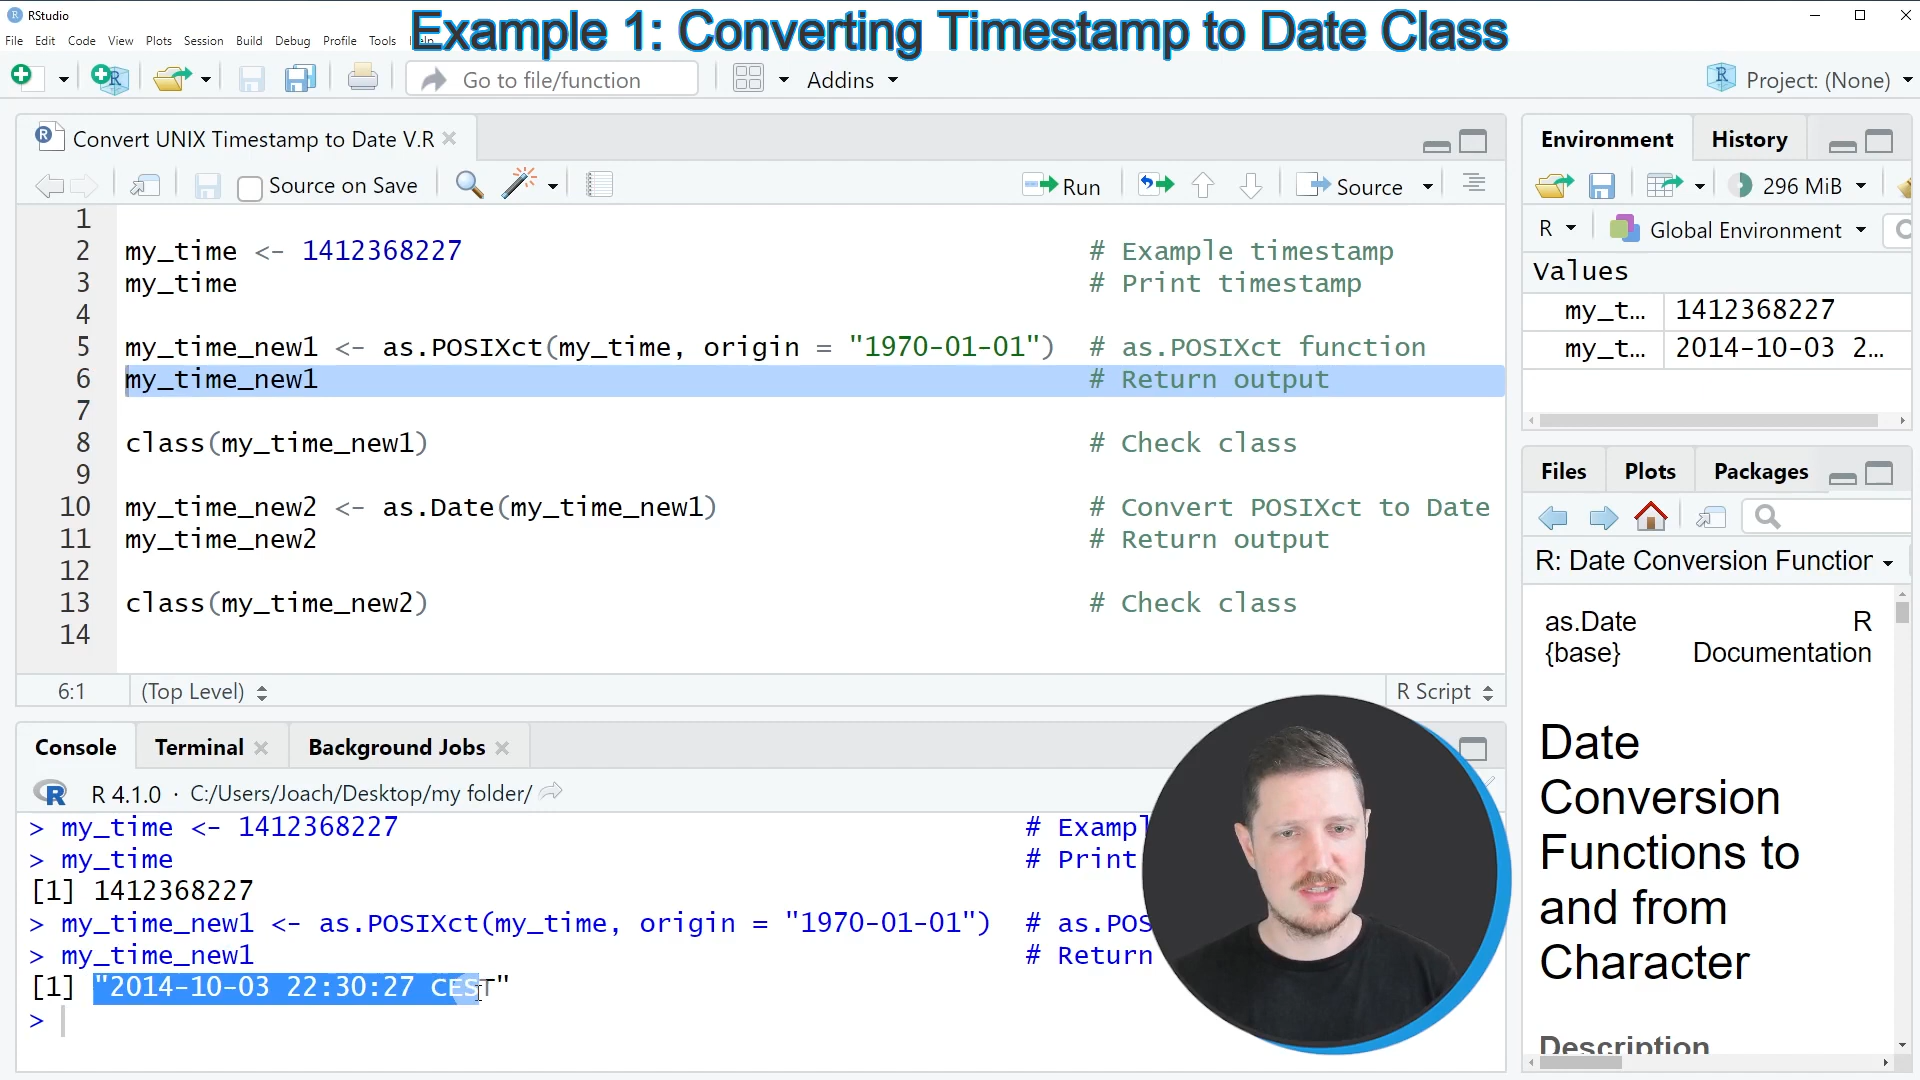 RStudio
Example 1: Converting Timestamp to Date Class
File Edit Code View Plots Session Build Debug Profile Tools
Go to file/function
Addins
Project: (None)
Convert UNIX Timestamp to Date V.R
Source on Save
Run
Source
1
2 my_time <- 1412368227 # Example timestamp
3 my_time # Print timestamp
4
5 my_time_new1 <- as.POSIXct(my_time, origin = "1970-01-01") # as.POSIXct function
6 my_time_new1 # Return output
7
8 class(my_time_new1) # Check class
9
10 my_time_new2 <- as.Date(my_time_new1) # Convert POSIXct to Date
11 my_time_new2 # Return output
12
13 class(my_time_new2) # Check class
14
6:1 (Top Level) R Script
Console Terminal Background Jobs
R 4.1.0 · C:/Users/Joach/Desktop/my folder/
> my_time <- 1412368227 # Exampl
> my_time # Print
[1] 1412368227
> my_time_new1 <- as.POSIXct(my_time, origin = "1970-01-01") # as.POS
> my_time_new1 # Return
[1] "2014-10-03 22:30:27 CEST"
>
Environment History
296 MiB
R Global Environment
Values
my_t… 1412368227
my_t… 2014-10-03 2…
Files Plots Packages
R: Date Conversion Function
as.Date {base} R Documentation
Date
Conversion
Functions to
and from
Character
Description